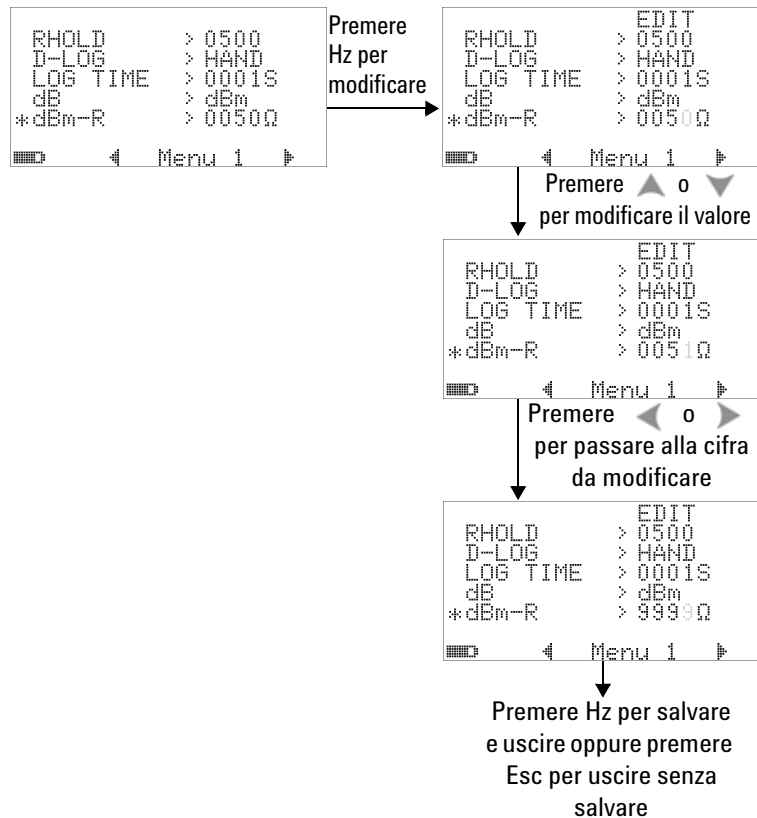 RHOLD > 0500
D-LOG > HAND
LOG TIME > 0001S
dB > dBm
*dBm-R > 0050Ω
Menu 1
Premere
Hz per
modificare
EDIT
RHOLD > 0500
D-LOG > HAND
LOG TIME > 0001S
dB > dBm
*dBm-R > 0050Ω
Menu 1
Premere o
per modificare il valore
EDIT
RHOLD > 0500
D-LOG > HAND
LOG TIME > 0001S
dB > dBm
*dBm-R > 0051Ω
Menu 1
Premere o
per passare alla cifra
da modificare
EDIT
RHOLD > 0500
D-LOG > HAND
LOG TIME > 0001S
dB > dBm
*dBm-R > 9999Ω
Menu 1
Premere Hz per salvare
e uscire oppure premere
Esc per uscire senza
salvare